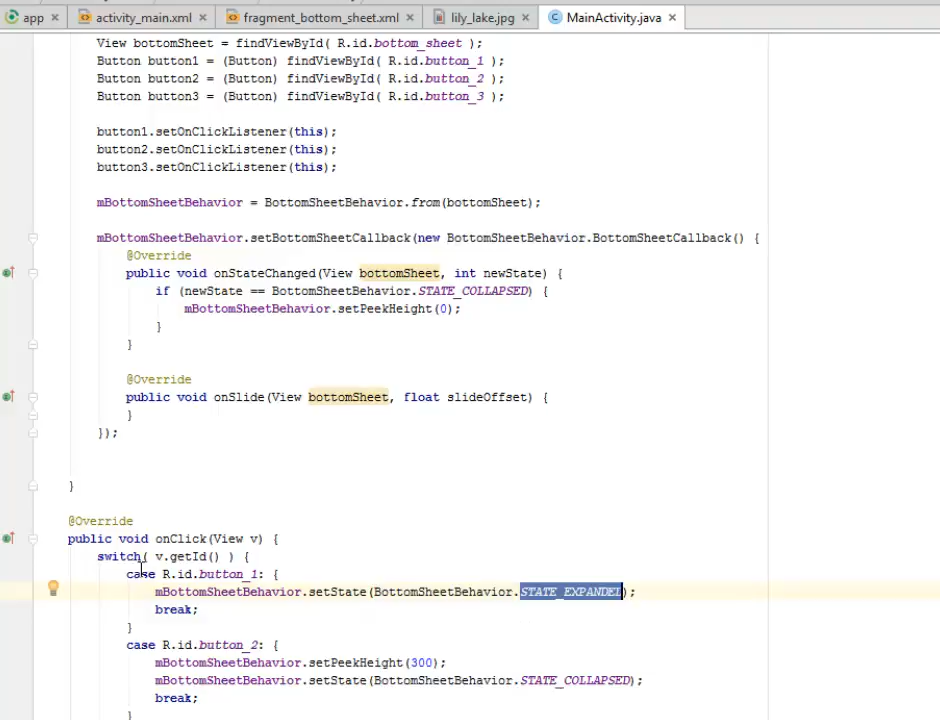 app activity_main.xml fragment_bottom_sheet.xml lily_lake.jpg MainActivity.java
View bottomSheet = findViewById( R.id.bottom_sheet );
Button button1 = (Button) findViewById( R.id.button_1 );
Button button2 = (Button) findViewById( R.id.button_2 );
Button button3 = (Button) findViewById( R.id.button_3 );
button1.setOnClickListener(this);
button2.setOnClickListener(this);
button3.setOnClickListener(this);
mBottomSheetBehavior = BottomSheetBehavior.from(bottomSheet);
mBottomSheetBehavior.setBottomSheetCallback(new BottomSheetBehavior.BottomSheetCallback() {
@Override
public void onStateChanged(View bottomSheet, int newState) {
if (newState == BottomSheetBehavior.STATE_COLLAPSED) {
mBottomSheetBehavior.setPeekHeight(0);
}
}
@Override
public void onSlide(View bottomSheet, float slideOffset) {
}
});
}
@Override
public void onClick(View v) {
switch( v.getId() ) {
case R.id.button_1: {
mBottomSheetBehavior.setState(BottomSheetBehavior.STATE_EXPANDED);
break;
}
case R.id.button_2: {
mBottomSheetBehavior.setPeekHeight(300);
mBottomSheetBehavior.setState(BottomSheetBehavior.STATE_COLLAPSED);
break;
}